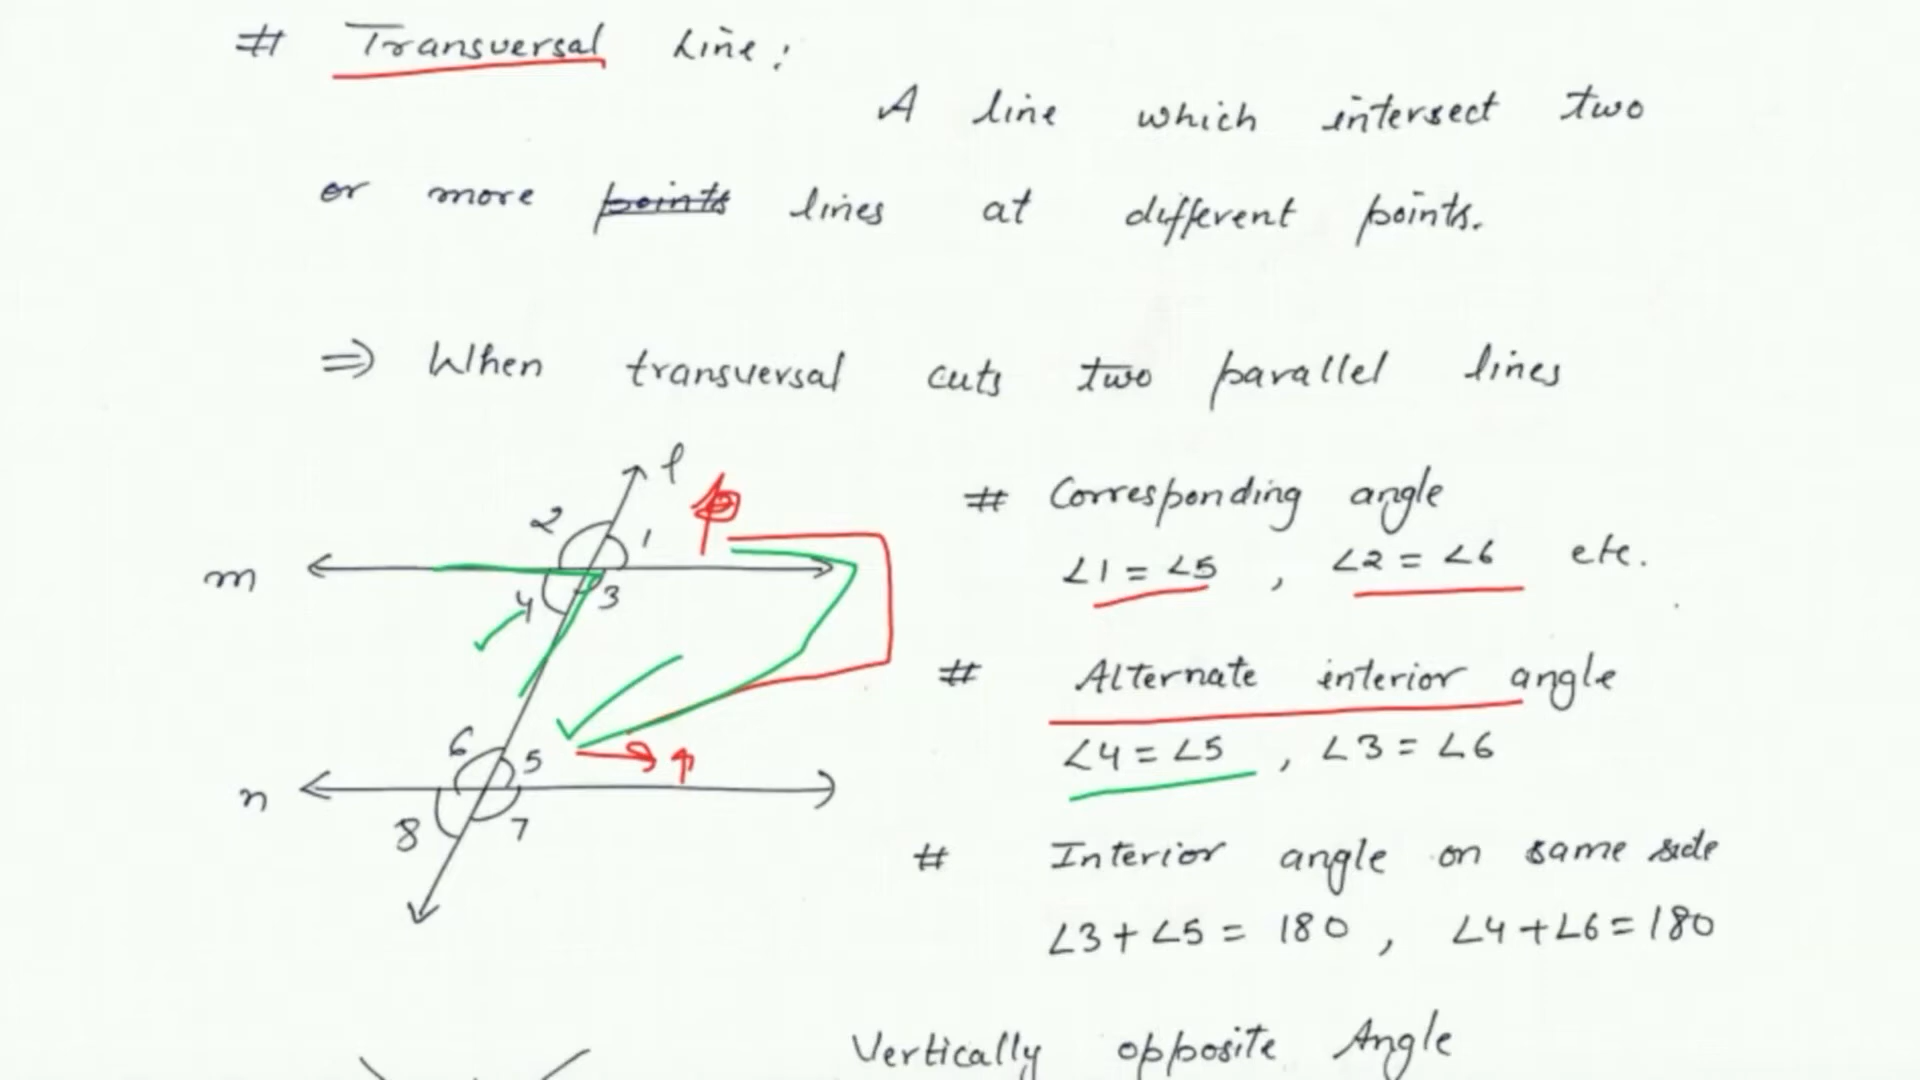 # Transversal Line:
A line which intersect two
or more points lines at different points.
⇒ When transversal cuts two parallel lines
l
2
1
m
4
3
6
5
n
8
7
# Corresponding angle
∠1 = ∠5 , ∠2 = ∠6 etc.
# Alternate interior angle
∠4 = ∠5 , ∠3 = ∠6
# Interior angle on same side
∠3 + ∠5 = 180 , ∠4 + ∠6 = 180
Vertically opposite Angle